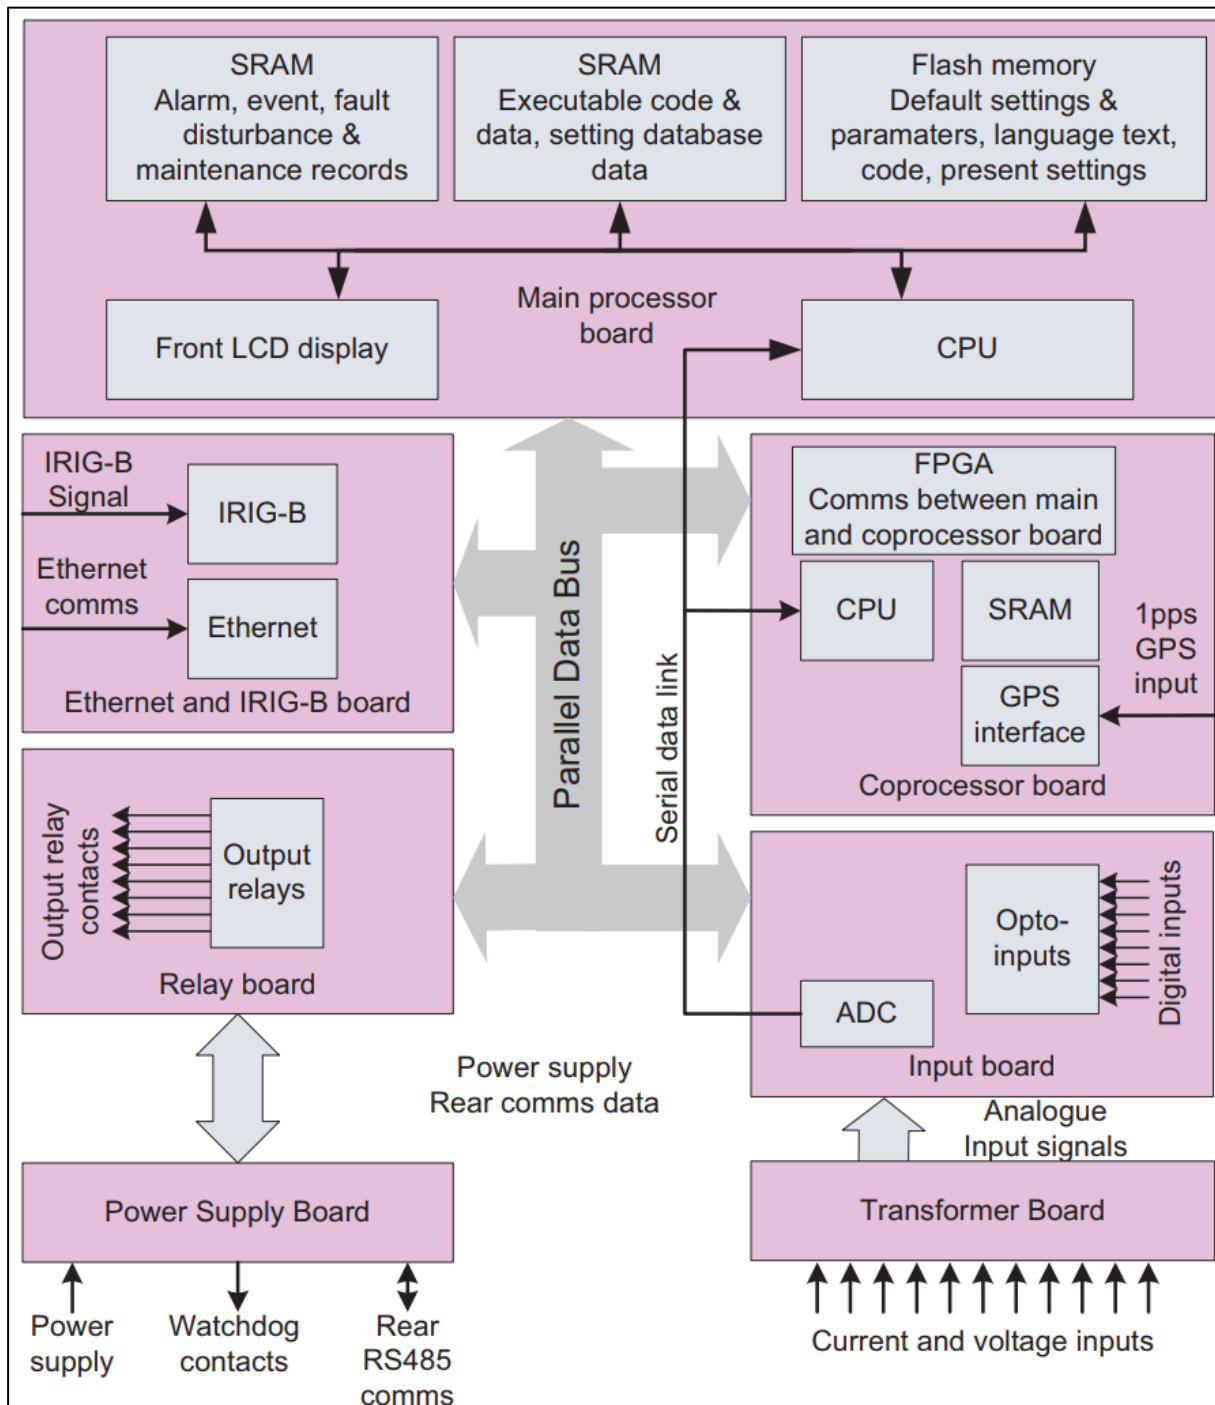 SRAM
Alarm, event, fault
disturbance &
maintenance records
SRAM
Executable code &
data, setting database
data
Flash memory
Default settings &
paramaters, language text,
code, present settings
Main processor
board
Front LCD display
CPU
IRIG-B
Signal
IRIG-B
Ethernet
comms
Ethernet
Ethernet and IRIG-B board
Parallel Data Bus
Serial data link
FPGA
Comms between main
and coprocessor board
CPU
SRAM
1pps
GPS
input
GPS
interface
Coprocessor board
Output relay
contacts
Output
relays
Relay board
Opto-
inputs
Digital inputs
ADC
Input board
Power supply
Rear comms data
Analogue
Input signals
Power Supply Board
Transformer Board
Power
supply
Watchdog
contacts
Rear
RS485
comms
Current and voltage inputs